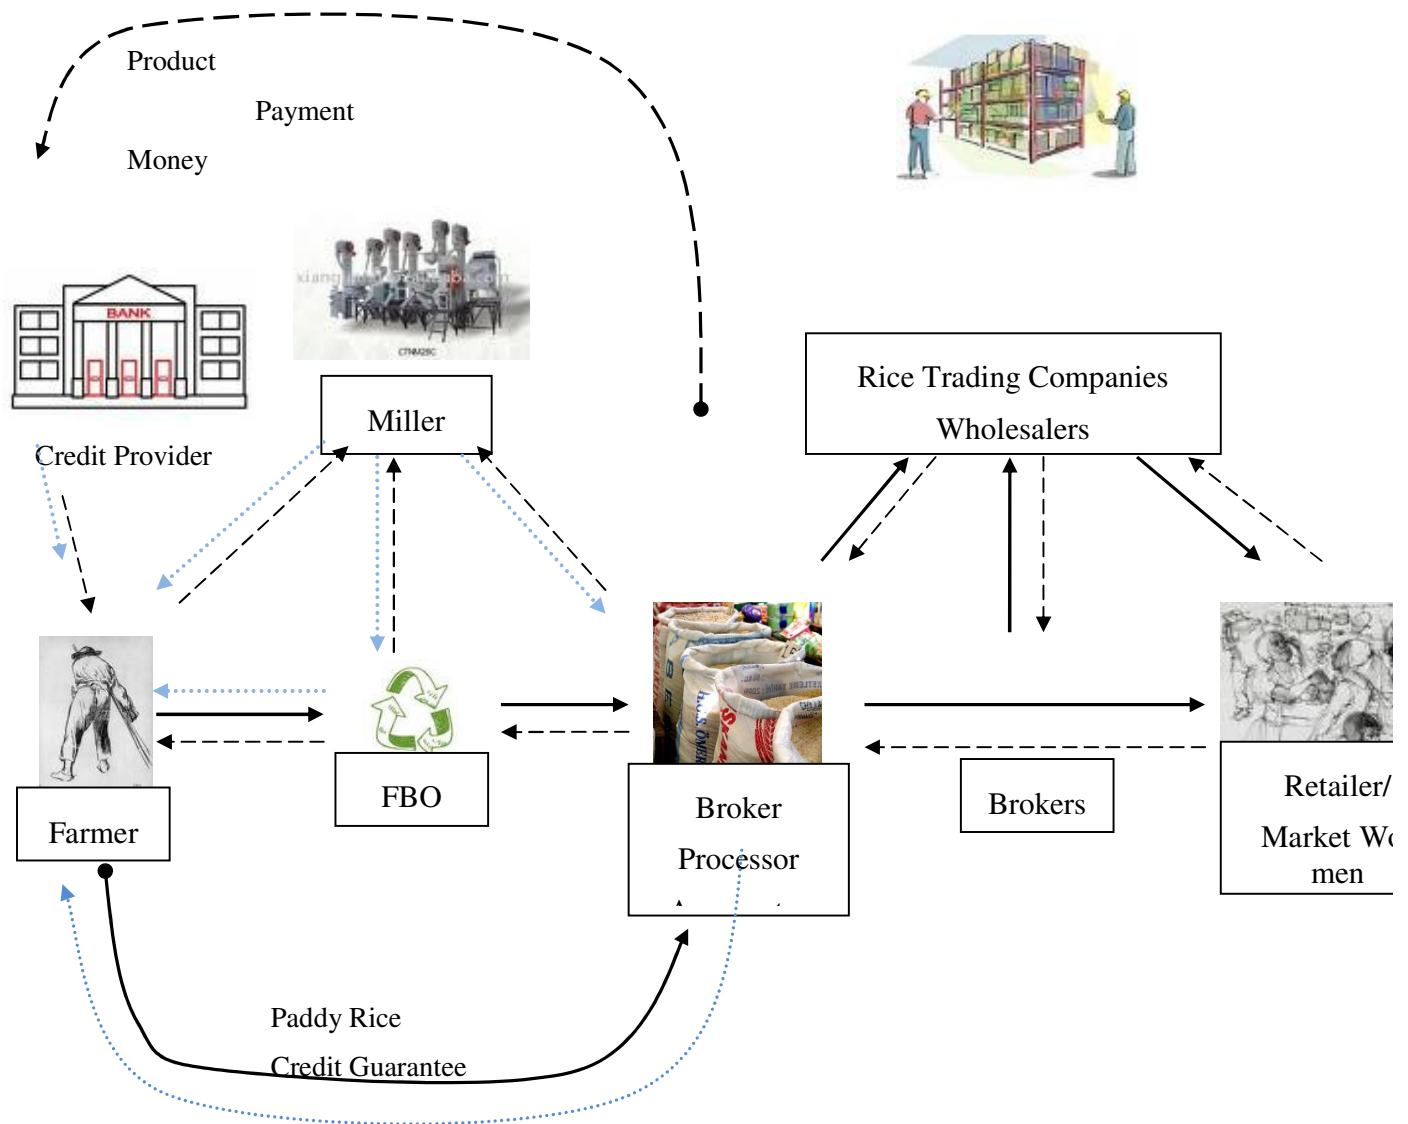 Product
Payment
Money
BANK
CTNM28C
Miller
Rice Trading Companies
Wholesalers
Credit Provider
FBO
Farmer
Broker
Processor
Brokers
Retailer/
Market Wo
men
Paddy Rice
Credit Guarantee